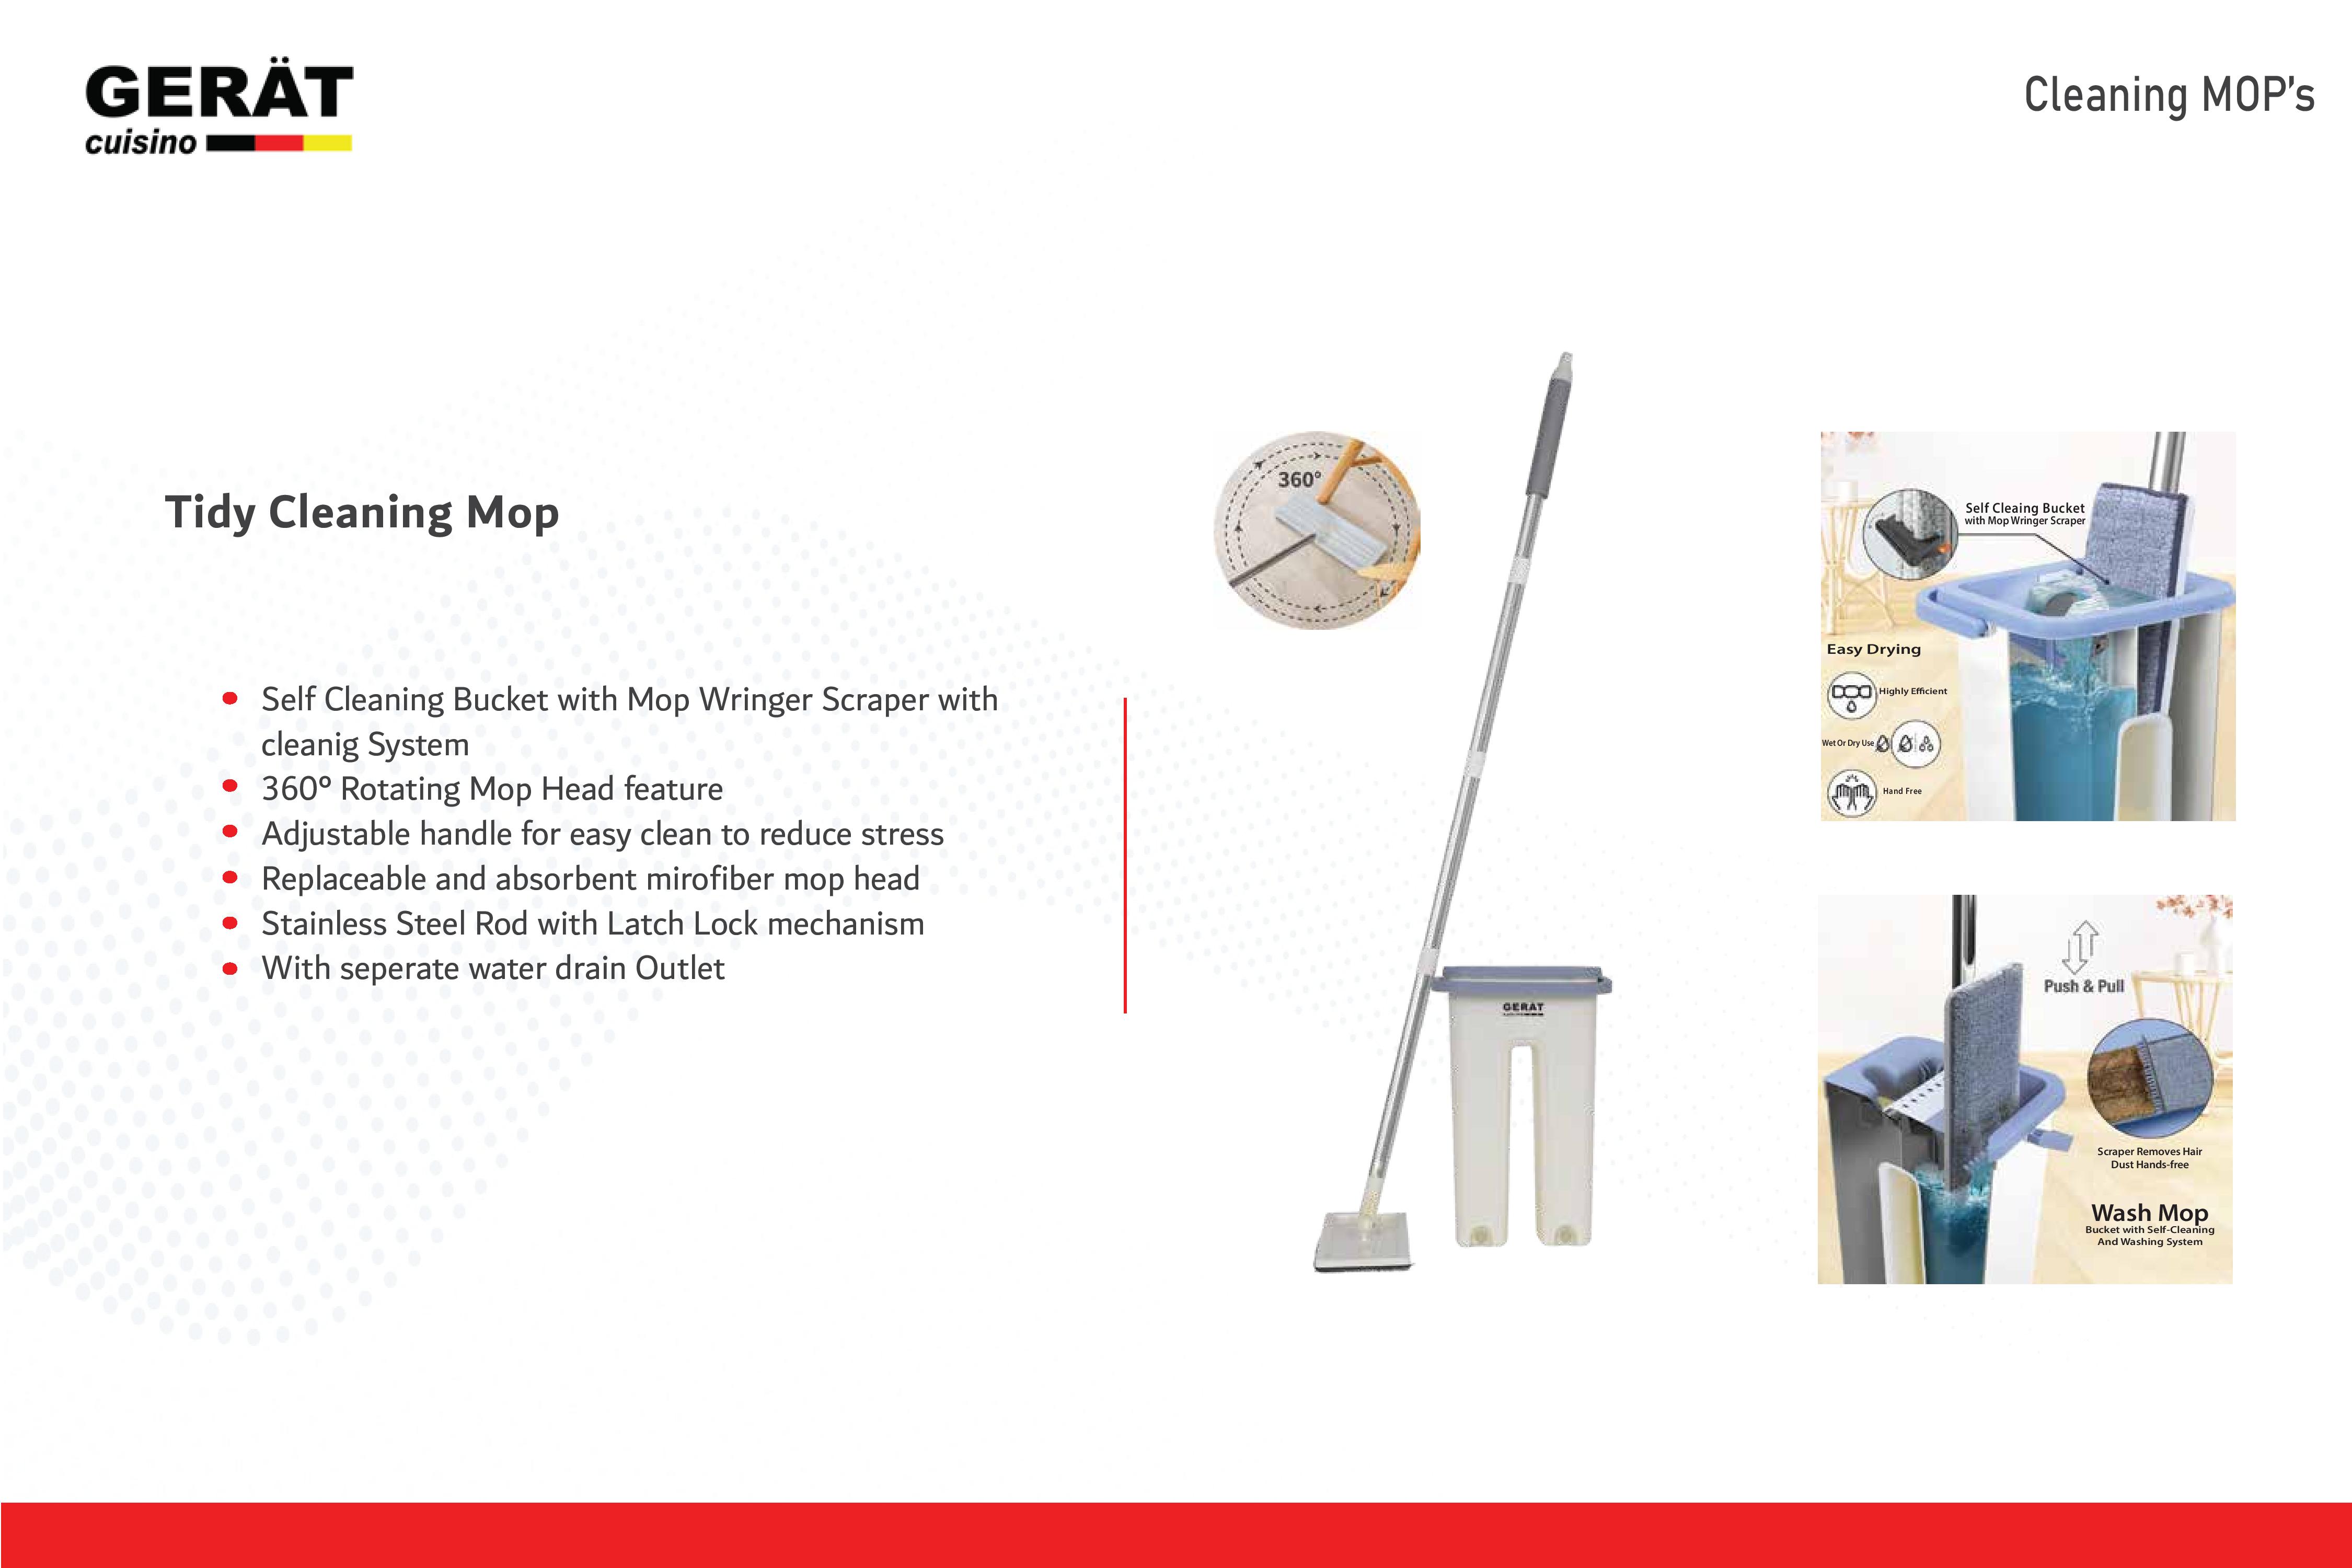 GERÄT
cuisino
Cleaning MOP's
Tidy Cleaning Mop
Self Cleaning Bucket with Mop Wringer Scraper with
cleanig System
360º Rotating Mop Head feature
Adjustable handle for easy clean to reduce stress
Replaceable and absorbent mirofiber mop head
Stainless Steel Rod with Latch Lock mechanism
With seperate water drain Outlet
360°
GERÄT
Self Cleaing Bucket
with Mop Wringer Scraper
Easy Drying
Highly Efficient
Wet Or Dry Use
Hand Free
Push & Pull
Scraper Removes Hair
Dust Hands-free
Wash Mop
Bucket with Self-Cleaning
And Washing System